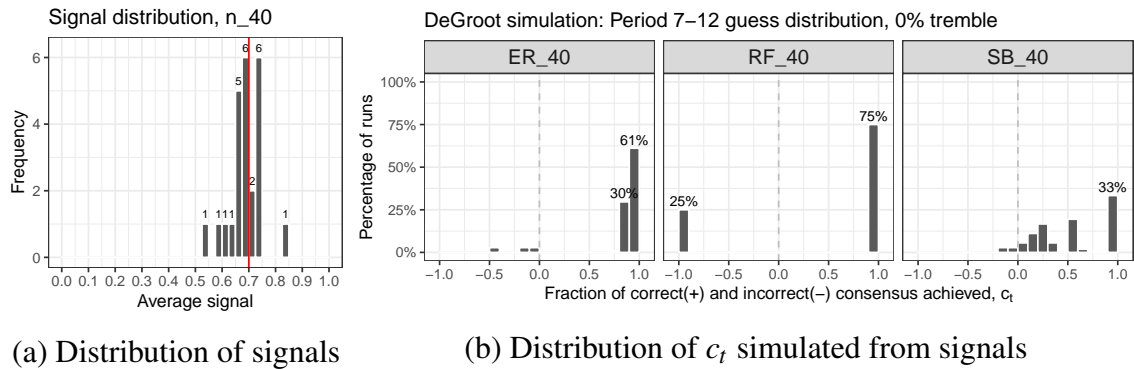 Signal distribution, n_40
6 6
5
2
1 1 1 1 1
6
4
2
0
Frequency
0.0 0.1 0.2 0.3 0.4 0.5 0.6 0.7 0.8 0.9 1.0
Average signal
(a) Distribution of signals
DeGroot simulation: Period 7−12 guess distribution, 0% tremble
ER_40 RF_40 SB_40
100%
75%
50%
25%
0%
Percentage of runs
30% 61%
25% 75%
33%
−1.0 −0.5 0.0 0.5 1.0 −1.0 −0.5 0.0 0.5 1.0 −1.0 −0.5 0.0 0.5 1.0
Fraction of correct(+) and incorrect(−) consensus achieved, c_t
(b) Distribution of c_t simulated from signals